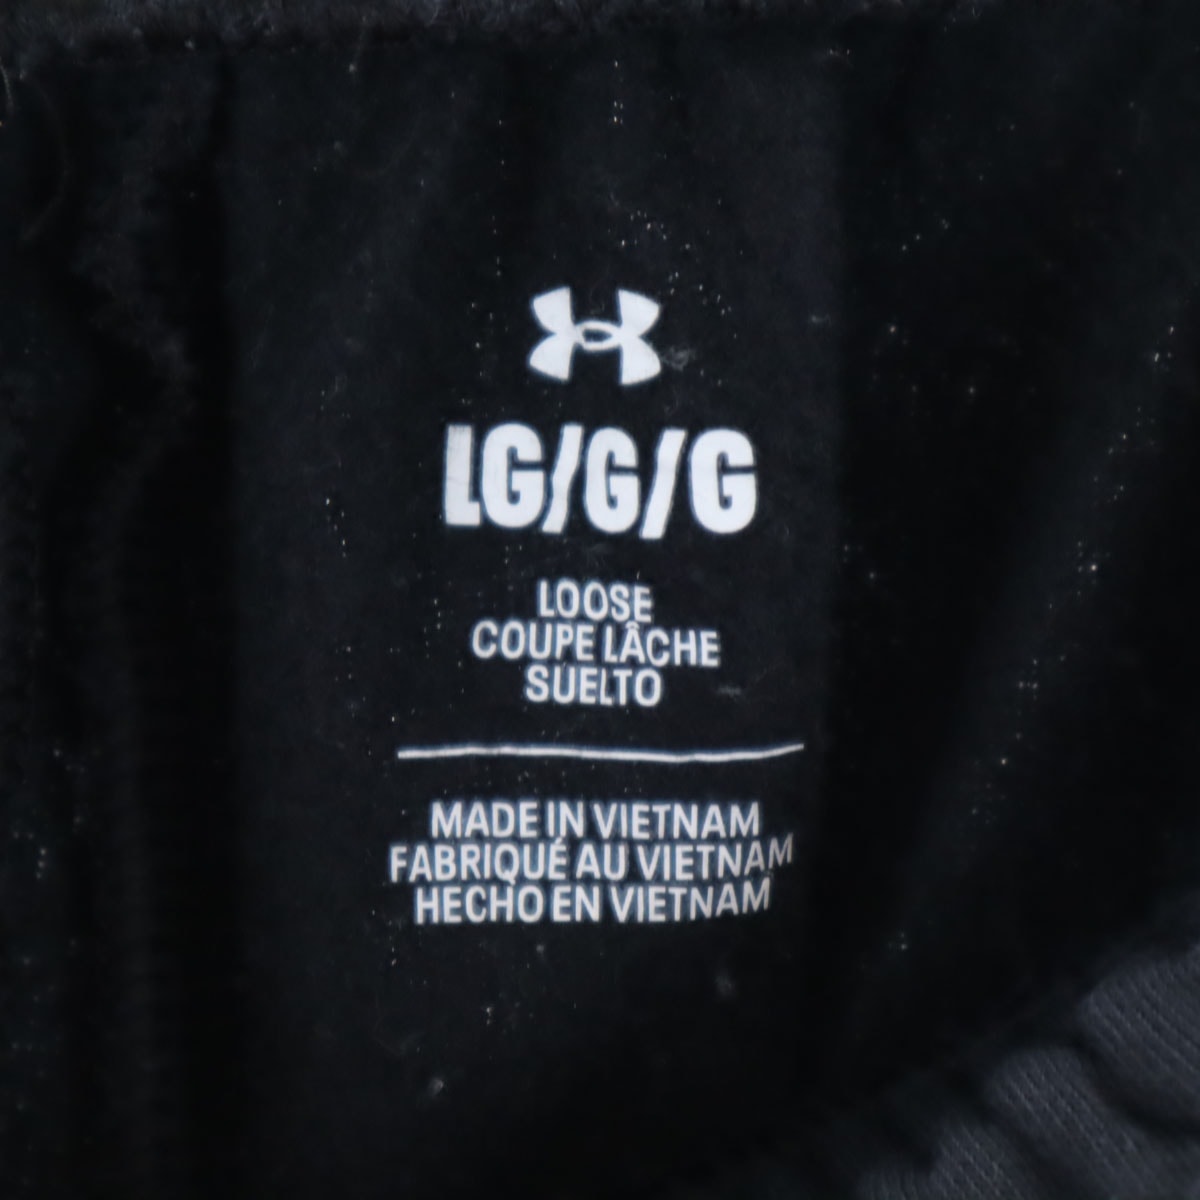 LG/G/G
LOOSE
COUPE LÂCHE
SUELTO
MADE IN VIETNAM
FABRIQUÉ AU VIETNAM
HECHO EN VIETNAM